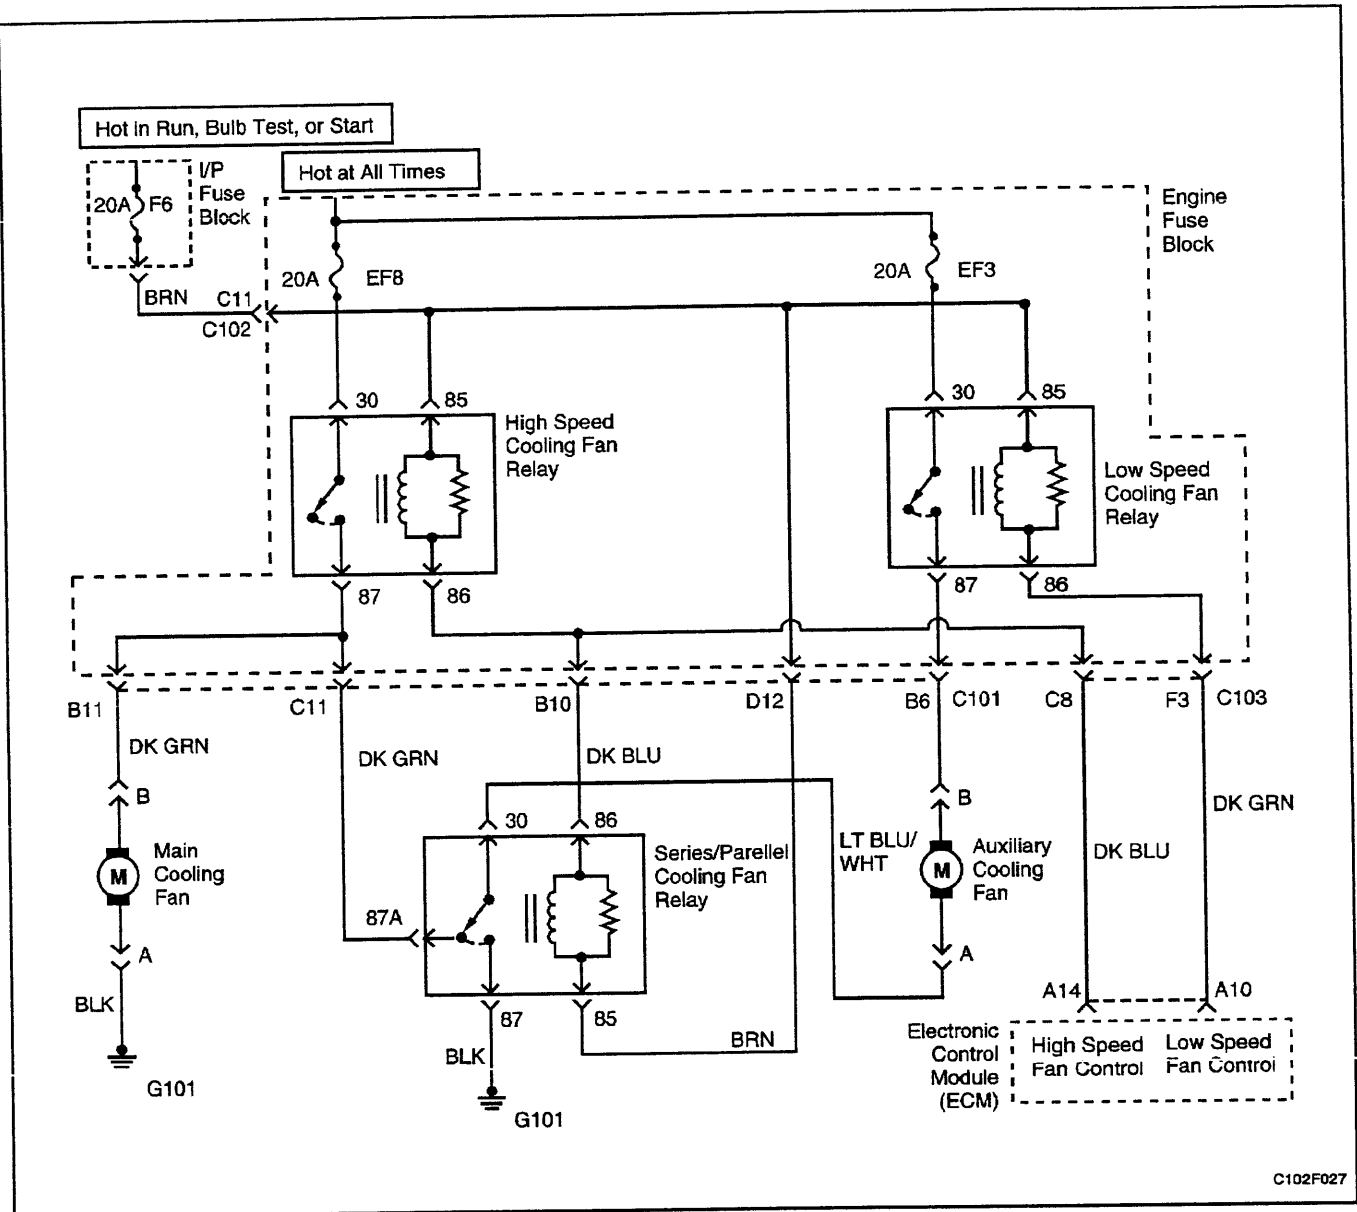 Hot in Run, Bulb Test, or Start
Hot at All Times
I/P
Fuse
Block
20A F6
Engine
Fuse
Block
20A EF8
20A EF3
BRN
C11
C102
30 85
30 85
High Speed
Cooling Fan
Relay
Low Speed
Cooling Fan
Relay
87 86
87 86
B11 C11 B10 D12 B6 C101 C8 F3 C103
DK GRN
DK GRN
DK BLU
B
30 86
B
DK GRN
LT BLU/
WHT
DK BLU
M
Main
Cooling
Fan
Series/Parellel
Cooling Fan
Relay
M
Auxiliary
Cooling
Fan
87A
A
A
BLK
87 85
A14 A10
BLK
BRN
Electronic
Control
Module
(ECM)
High Speed
Fan Control
Low Speed
Fan Control
G101
G101
C102F027